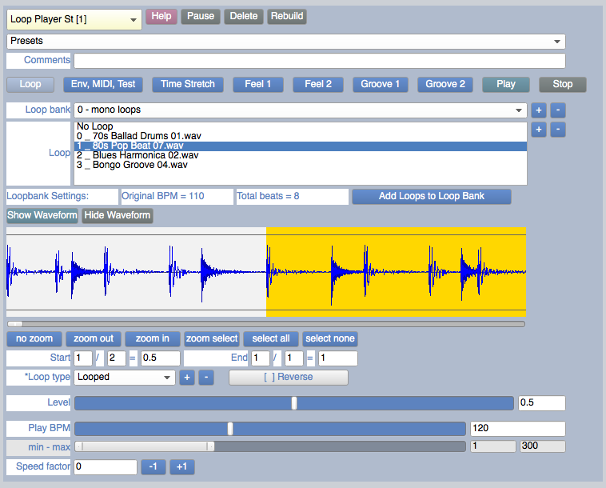 Loop Player St [1] Help Pause Delete Rebuild
Presets
Comments
Loop Env, MIDI, Test Time Stretch Feel 1 Feel 2 Groove 1 Groove 2 Play Stop
Loop bank 0 - mono loops + -
No Loop + -
0 _ 70s Ballad Drums 01.wav
Loop 1 _ 80s Pop Beat 07.wav
2 _ Blues Harmonica 02.wav
3 _ Bongo Groove 04.wav
Loopbank Settings: Original BPM = 110 Total beats = 8 Add Loops to Loop Bank
Show Waveform Hide Waveform
no zoom zoom out zoom in zoom select select all select none
Start 1 / 2 = 0.5 End 1 / 1 = 1
*Loop type Looped + - [ ] Reverse
Level 0.5
Play BPM 120
min - max 1 300
Speed factor 0 -1 +1